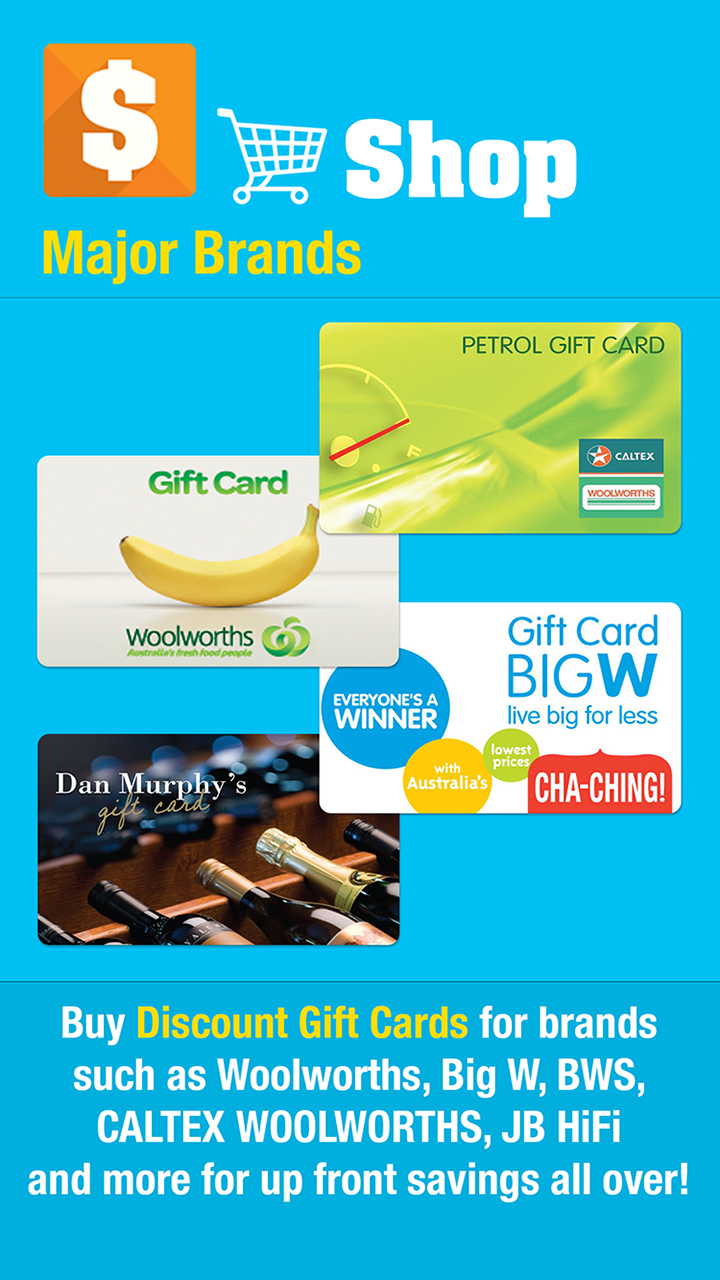 $
Shop
Major Brands
PETROL GIFT CARD
F
CALTEX
WOOLWORTHS
Gift Card
Woolworths
Australia's fresh food people
Gift Card
BIGW
live big for less
EVERYONE'S A
WINNER
with
Australia's
lowest
prices
CHA-CHING!
Dan Murphy's
gift card
Buy Discount Gift Cards for brands
such as Woolworths, Big W, BWS,
CALTEX WOOLWORTHS, JB HiFi
and more for up front savings all over!